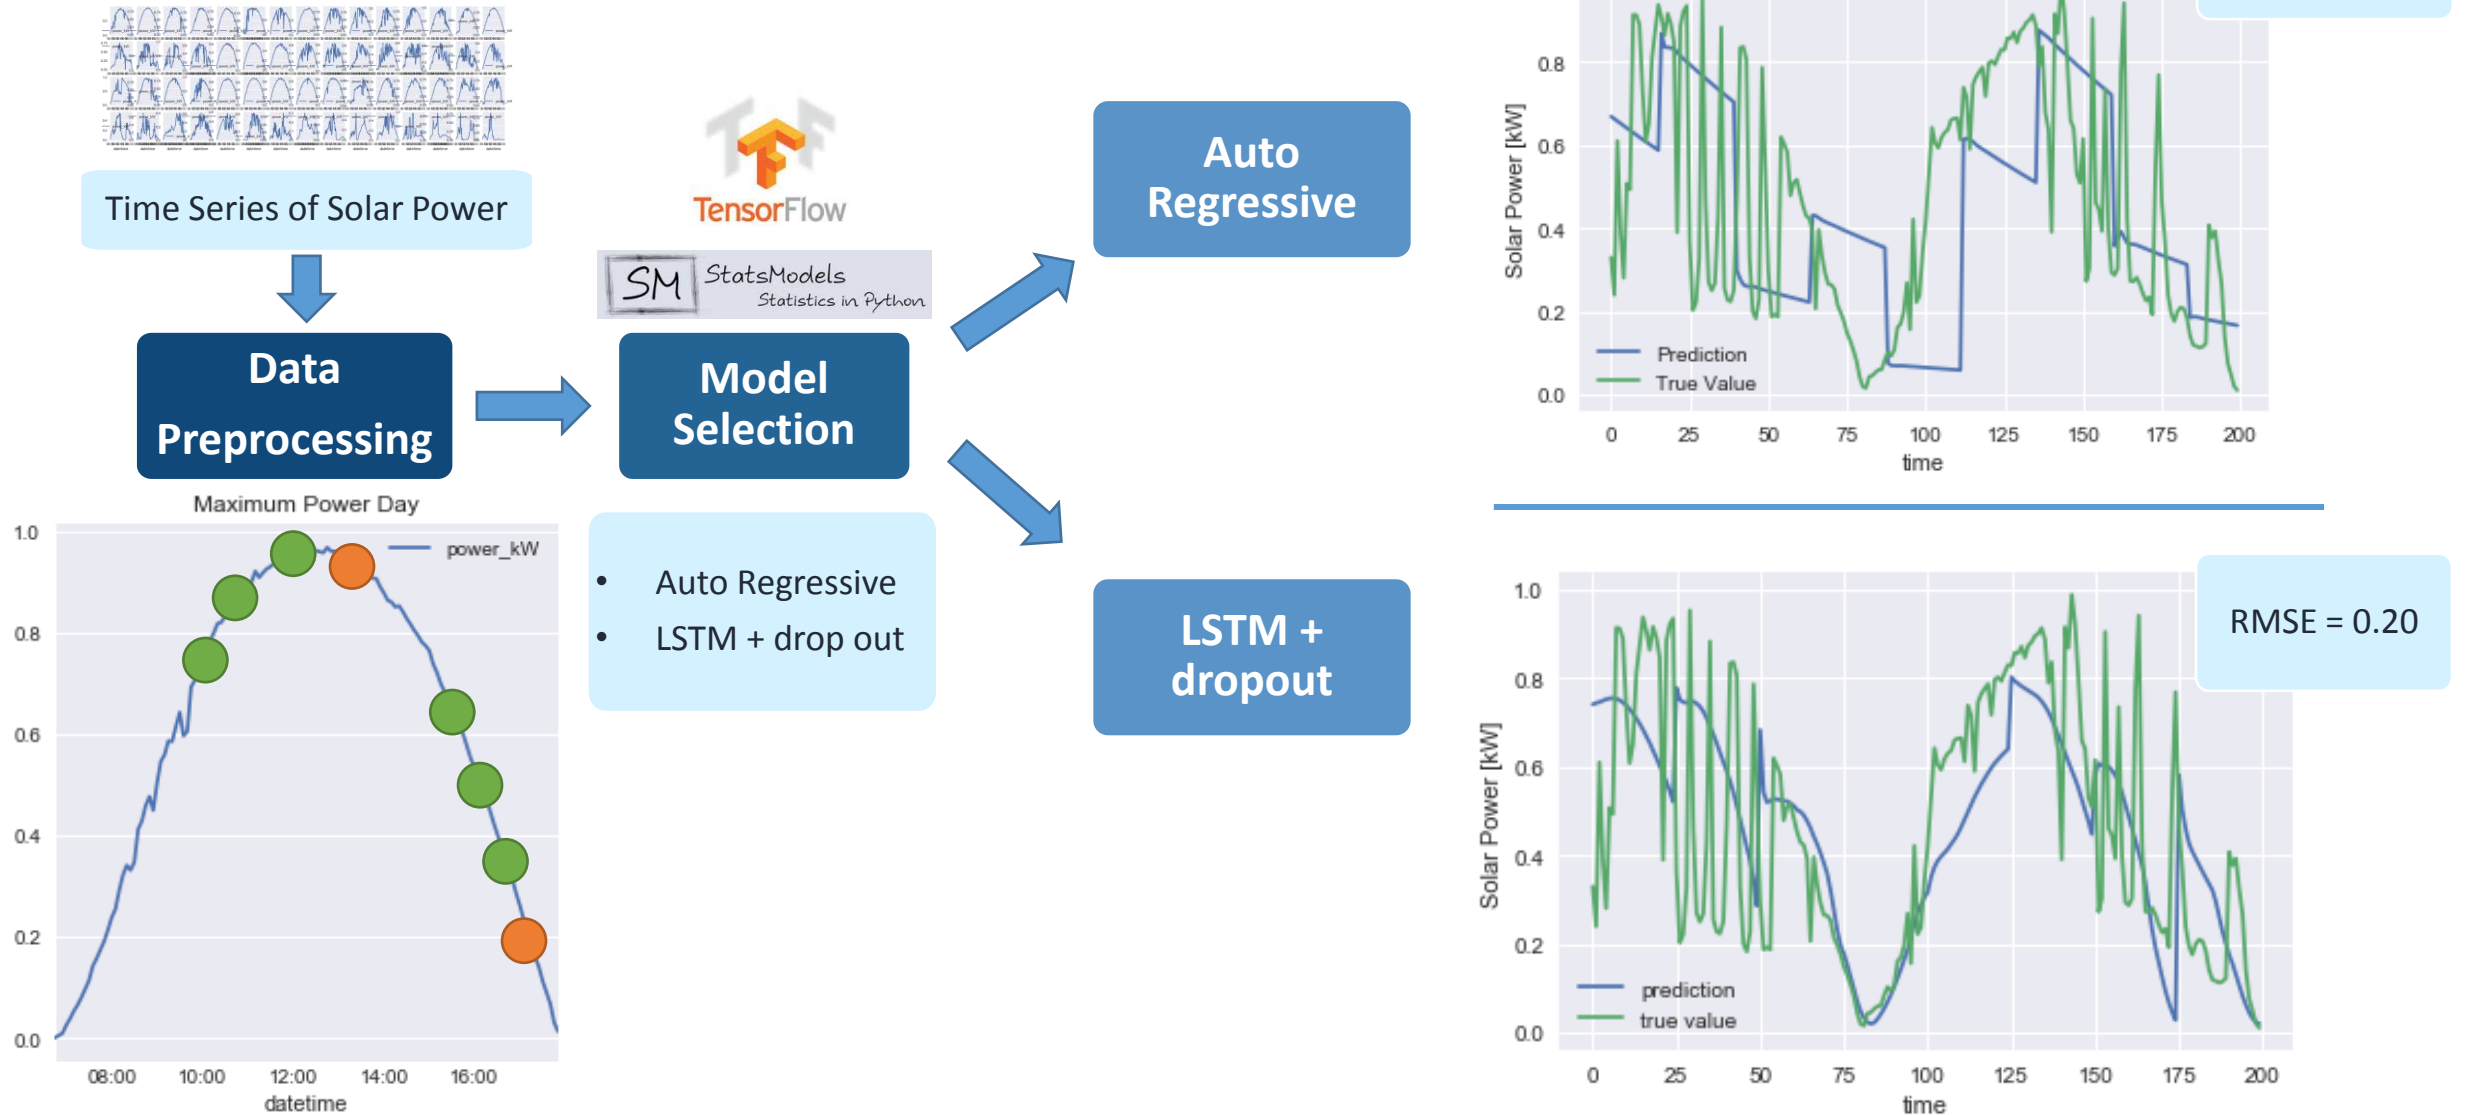 Time Series of Solar Power
Data
Preprocessing
TensorFlow
SM
StatsModels
Statistics in Python
Model
Selection
• Auto Regressive
• LSTM + drop out
Auto
Regressive
LSTM +
dropout
Maximum Power Day
power_kW
1.0
0.8
0.6
0.4
0.2
0.0
08:00 10:00 12:00 14:00 16:00
datetime
Solar Power [kW]
0.8
0.6
0.4
0.2
0.0
Prediction
True Value
0 25 50 75 100 125 150 175 200
time
RMSE = 0.20
Solar Power [kW]
1.0
0.8
0.6
0.4
0.2
0.0
prediction
true value
0 25 50 75 100 125 150 175 200
time